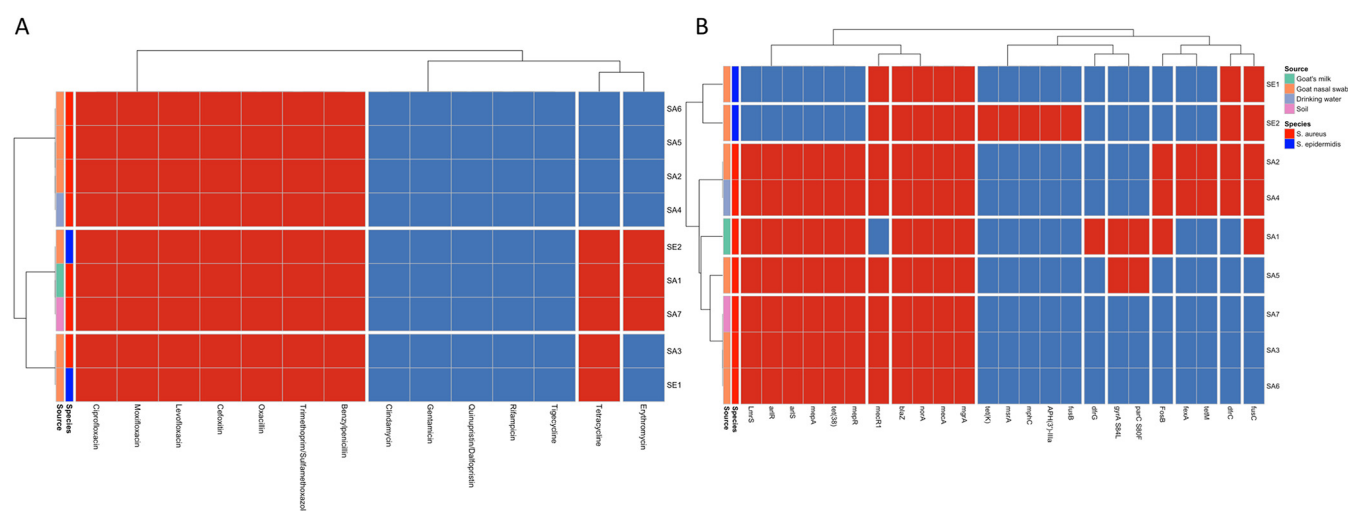 A
SA6
SA5
SA2
SA4
SE2
SA1
SA7
SA3
SE1
Source
Species
Ciprofloxacin
Moxifloxacin
Levofloxacin
Cefoxitin
Oxacillin
Trimethoprim/Sulfamethoxazol
Benzylpenicillin
Clindamycin
Gentamicin
Quinupristin/Dalfopristin
Rifampicin
Tigecycline
Tetracycline
Erythromycin
B
SE1
SE2
SA2
SA4
SA1
SA5
SA7
SA3
SA6
Source
Species
LmrS
arlR
arlS
mepA
tet(38)
mepR
mecR1
blaZ
norA
mecA
mgrA
tet(K)
msrA
mphC
APH(3')-IIIa
fusB
dfrG
gyrA S84L
parC S80F
FusB
fexA
tetM
dfrC
fusC
Source
Goat's milk
Goat nasal swab
Drinking water
Soil
Species
S. aureus
S. epidermidis